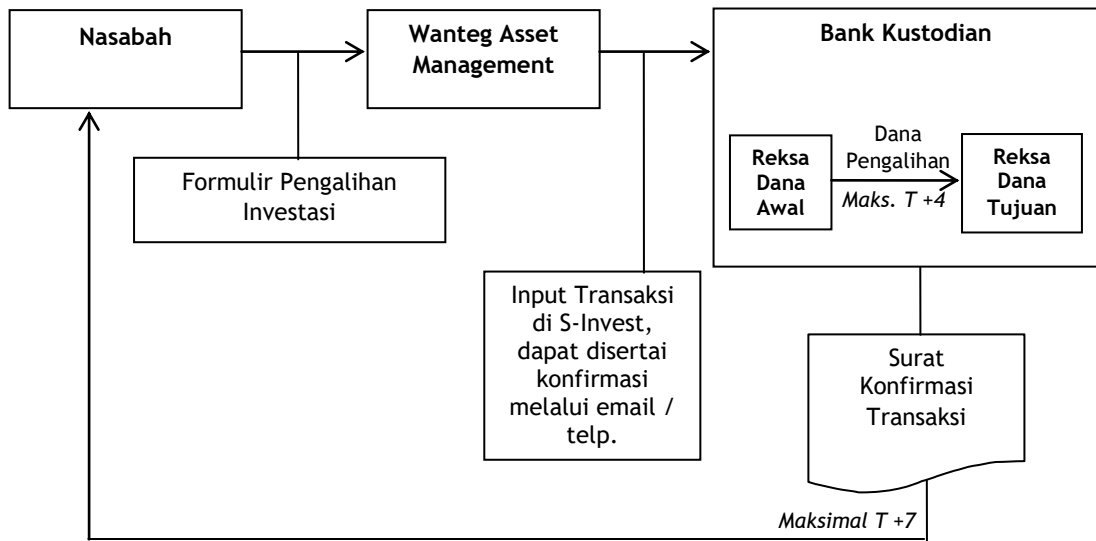 Nasabah
Wanteg Asset
Management
Bank Kustodian
Formulir Pengalihan
Investasi
Reksa
Dana
Awal
Dana
Pengalihan
Maks. T +4
Reksa
Dana
Tujuan
Input Transaksi
di S-Invest,
dapat disertai
konfirmasi
melalui email /
telp.
Surat
Konfirmasi
Transaksi
Maksimal T +7